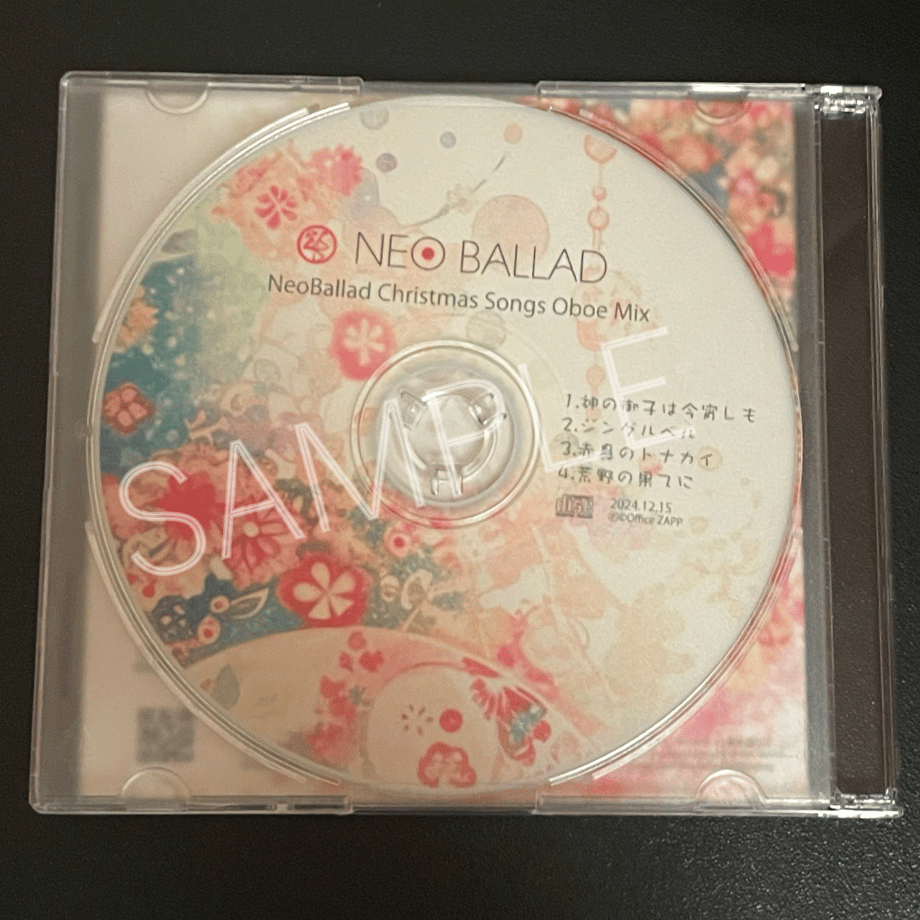 NEO BALLAD
NeoBallad Christmas Songs Oboe Mix
SAMPLE
1.神の御子は今宵しも
2.ジングルベル
3.赤鼻のトナカイ
4.荒野の果てに
2024.12.15
Ⓟ©Office ZAPP